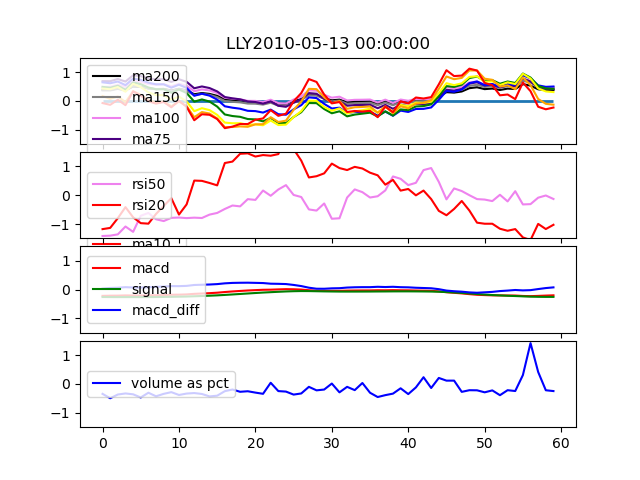 LLY2010-05-13 00:00:00
1
0
−1
ma200
ma150
ma100
ma75
1
0
−1
rsi50
rsi20
ma10
1
0
−1
macd
signal
macd_diff
1
0
−1
volume as pct
0 10 20 30 40 50 60